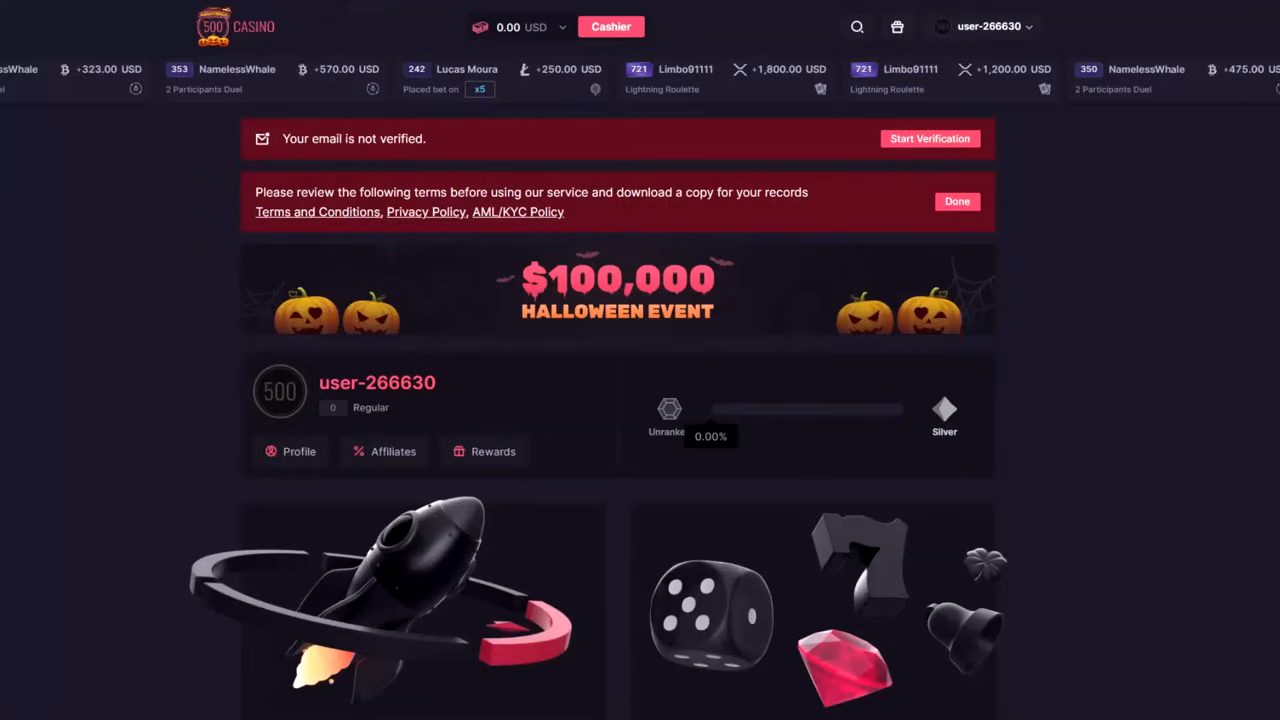 500 CASINO
0.00 USD
Cashier
user-266630
ssWhale +323.00 USD
353 NamelessWhale +570.00 USD
242 Lucas Moura +250.00 USD
721 Limbo91111 +1,800.00 USD
721 Limbo91111 +1,200.00 USD
350 NamelessWhale +475.00 US
el
2 Participants Duel
Placed bet on x5
Lightning Roulette
Lightning Roulette
2 Participants Duel
Your email is not verified.
Start Verification
Please review the following terms before using our service and download a copy for your records
Terms and Conditions, Privacy Policy, AML/KYC Policy
Done
$100,000
HALLOWEEN EVENT
500
user-266630
0 Regular
Unranke
0.00%
Silver
Profile
Affiliates
Rewards